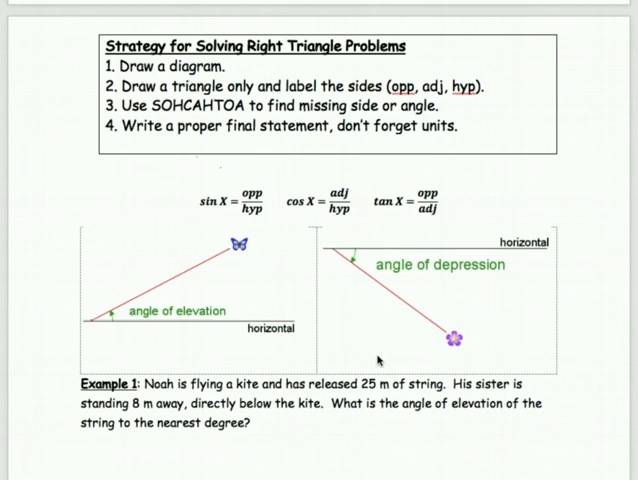 Strategy for Solving Right Triangle Problems
1. Draw a diagram.
2. Draw a triangle only and label the sides (opp, adj, hyp).
3. Use SOHCAHTOA to find missing side or angle.
4. Write a proper final statement, don't forget units.
sin X = opp/hyp cos X = adj/hyp tan X = opp/adj
horizontal
angle of depression
angle of elevation
horizontal
Example 1: Noah is flying a kite and has released 25 m of string. His sister is
standing 8 m away, directly below the kite. What is the angle of elevation of the
string to the nearest degree?